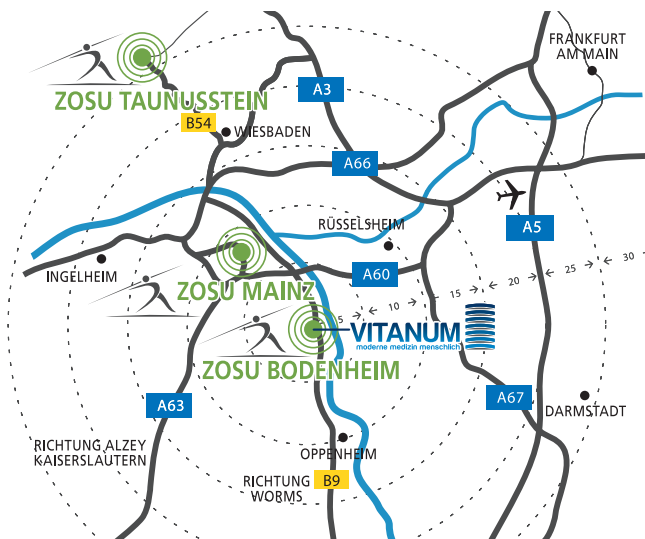 FRANKFURT
AM MAIN
ZOSU TAUNUSSTEIN
A3
B54
WIESBADEN
A66
RÜSSELSHEIM
A5
INGELHEIM
ZOSU MAINZ
A60
5 10 15 20 25 30
VITANUM
moderne medizin menschlich
ZOSU BODENHEIM
A63
A67
DARMSTADT
RICHTUNG ALZEY
KAISERSLAUTERN
OPPENHEIM
RICHTUNG
WORMS
B9